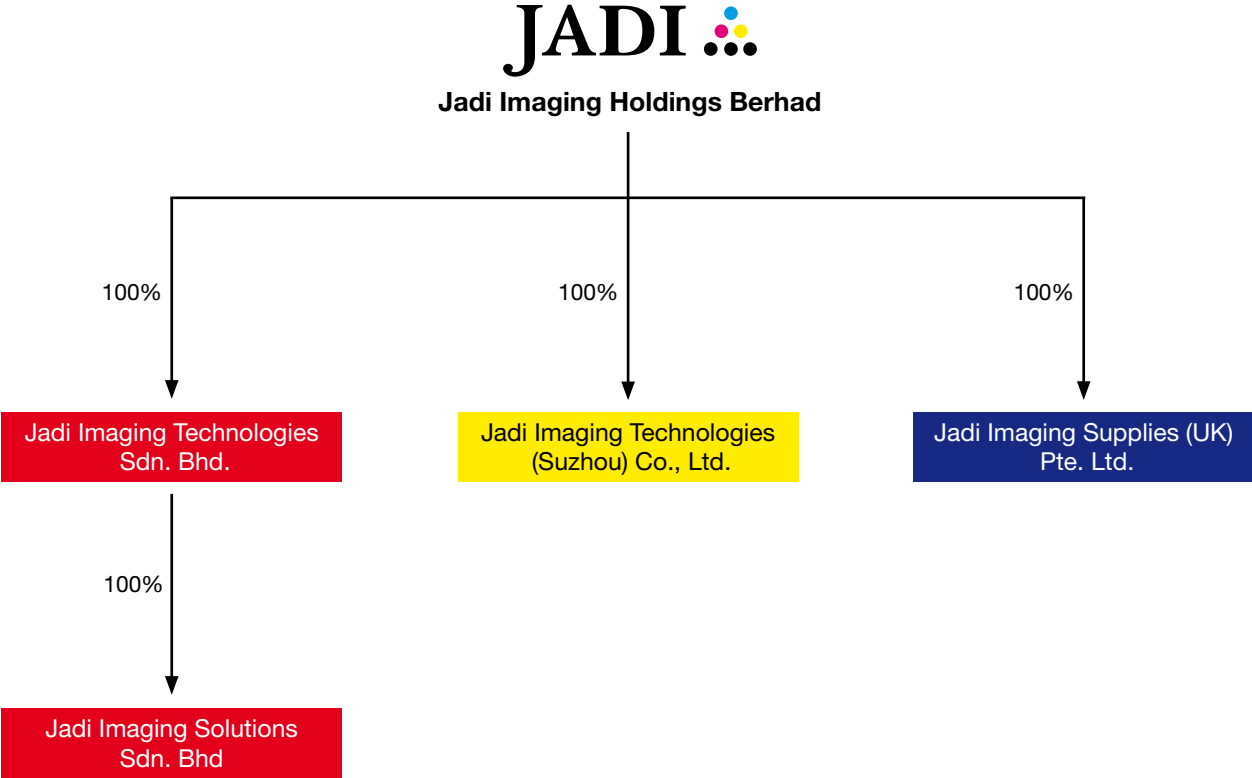 JADI
Jadi Imaging Holdings Berhad
100%
100%
100%
Jadi Imaging Technologies
Sdn. Bhd.
Jadi Imaging Technologies
(Suzhou) Co., Ltd.
Jadi Imaging Supplies (UK)
Pte. Ltd.
100%
Jadi Imaging Solutions
Sdn. Bhd